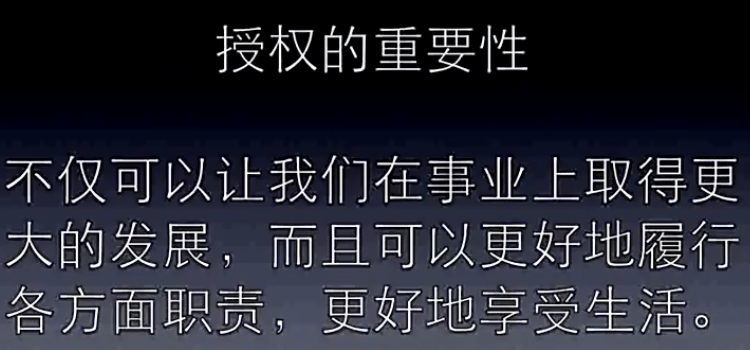 授权的重要性
不仅可以让我们在事业上取得更
大的发展，而且可以更好地履行
各方面职责，更好地享受生活。